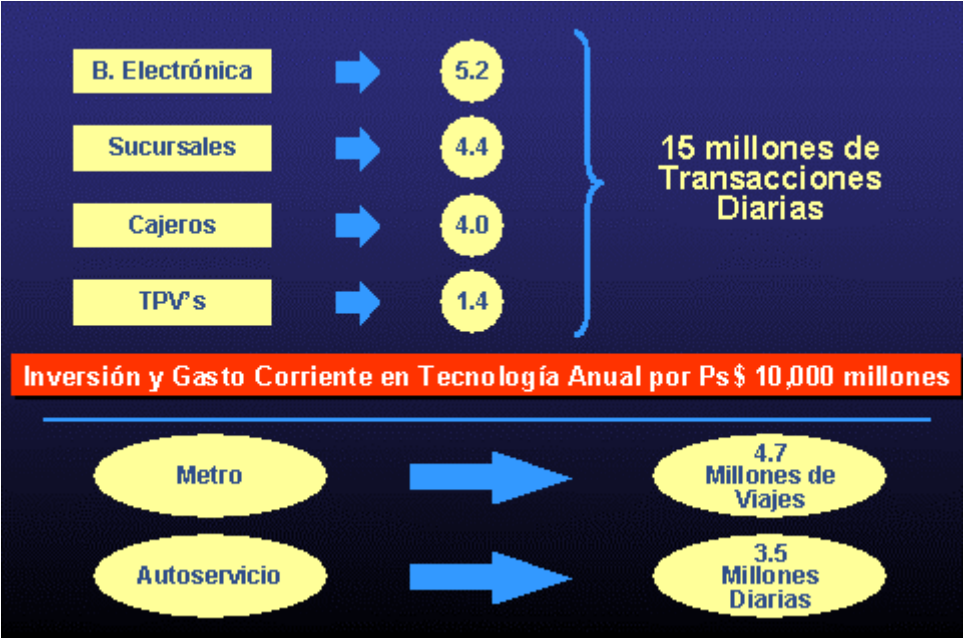 B. Electrónica
5.2
Sucursales
4.4
Cajeros
4.0
TPV's
1.4
15 millones de
Transacciones
Diarias
Inversión y Gasto Corriente en Tecnología Anual por Ps$ 10,000 millones
Metro
4.7
Millones de
Viajes
Autoservicio
3.5
Millones
Diarias